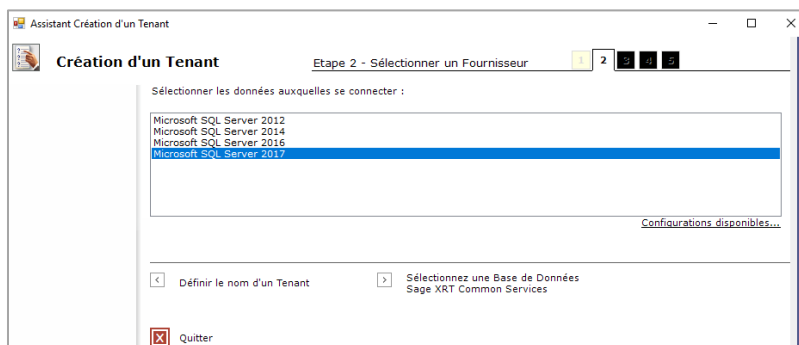 Assistant Création d'un Tenant
Création d'un Tenant
Etape 2 - Sélectionner un Fournisseur
1 2 3 4 5
Sélectionner les données auxquelles se connecter :
Microsoft SQL Server 2012
Microsoft SQL Server 2014
Microsoft SQL Server 2016
Microsoft SQL Server 2017
Configurations disponibles...
Définir le nom d'un Tenant
Sélectionnez une Base de Données
Sage XRT Common Services
Quitter